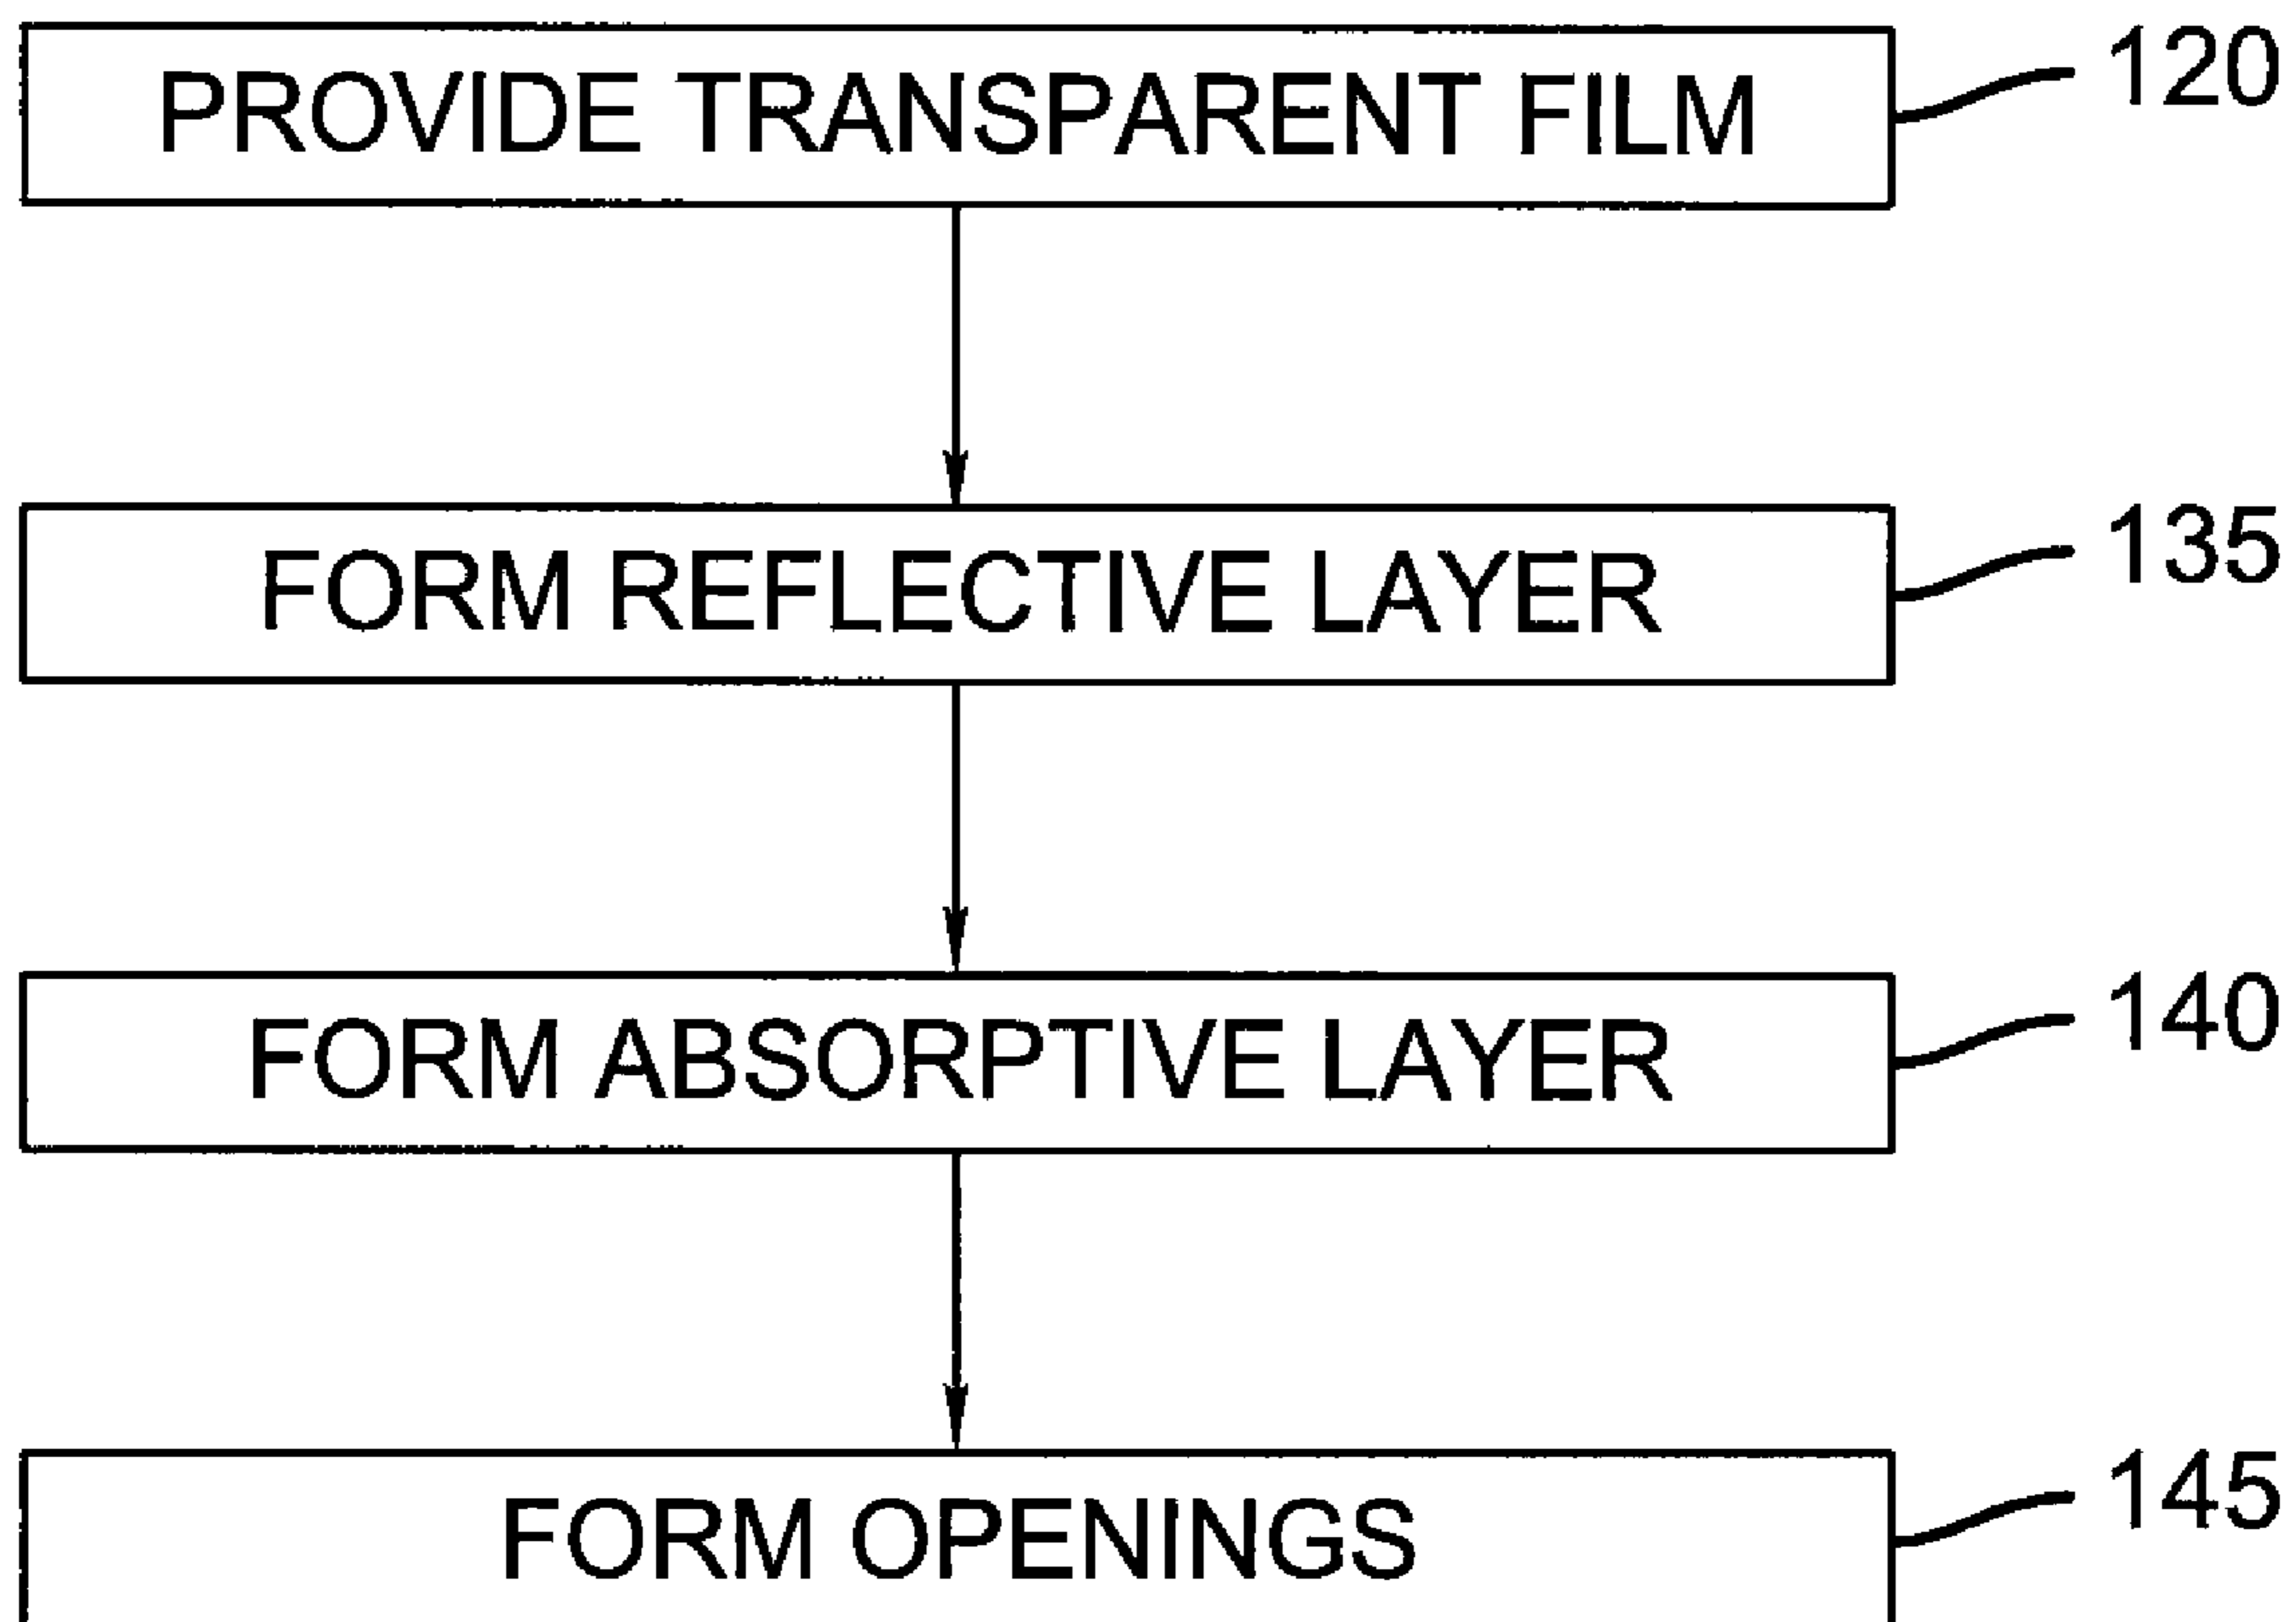 PROVIDE TRANSPARENT FILM 120
FORM REFLECTIVE LAYER 135
FORM ABSORPTIVE LAYER 140
FORM OPENINGS 145